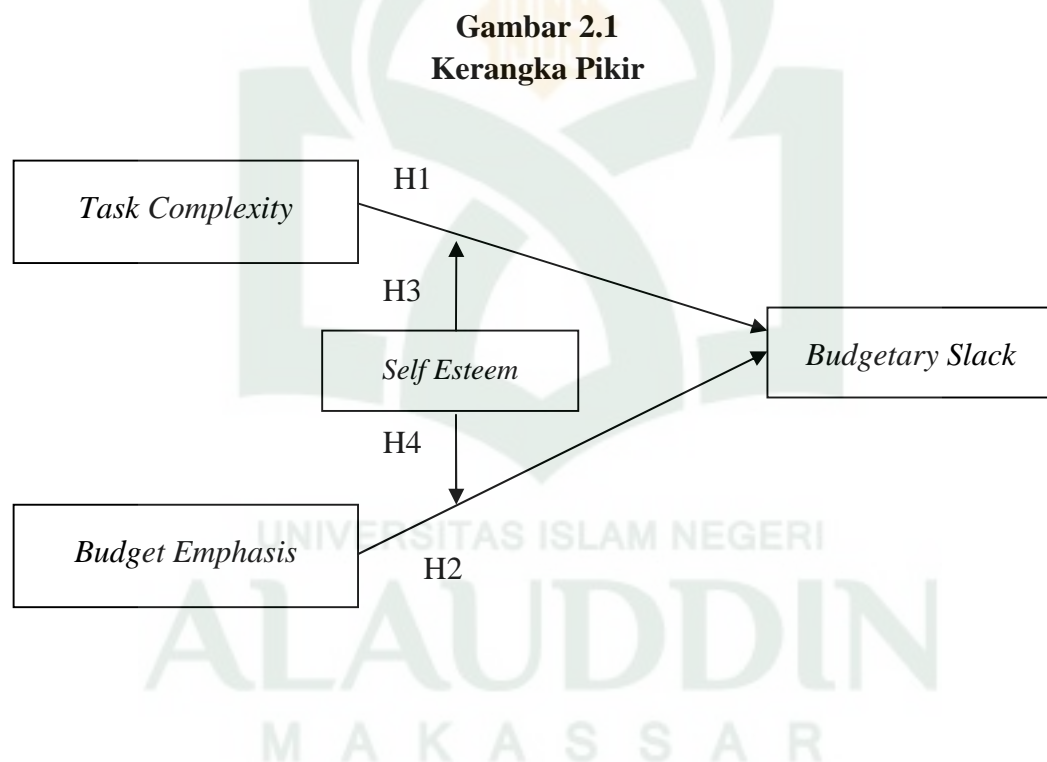 Gambar 2.1
Kerangka Pikir
Task Complexity
H1
H3
Self Esteem
Budgetary Slack
H4
Budget Emphasis
H2
UNIVERSITAS ISLAM NEGERI
ALAUDDIN
MAKASSAR